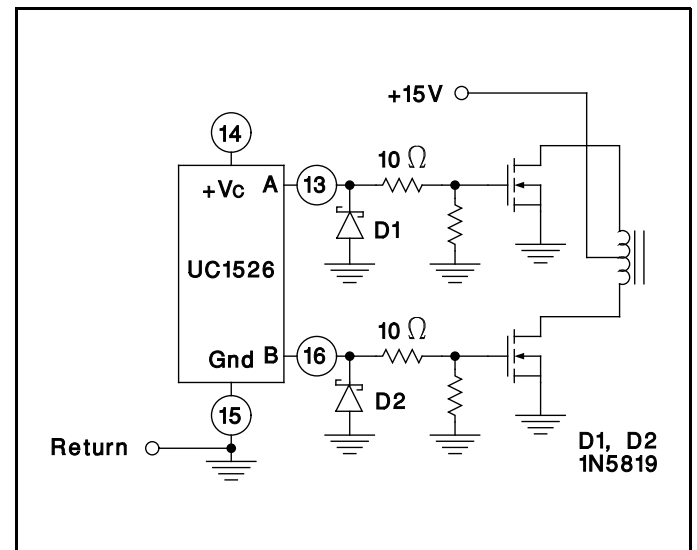 +15V
14
10 Ω
+Vc A 13
D1
UC1526
10 Ω
Gnd B 16
D2
15
Return
D1, D2
1N5819